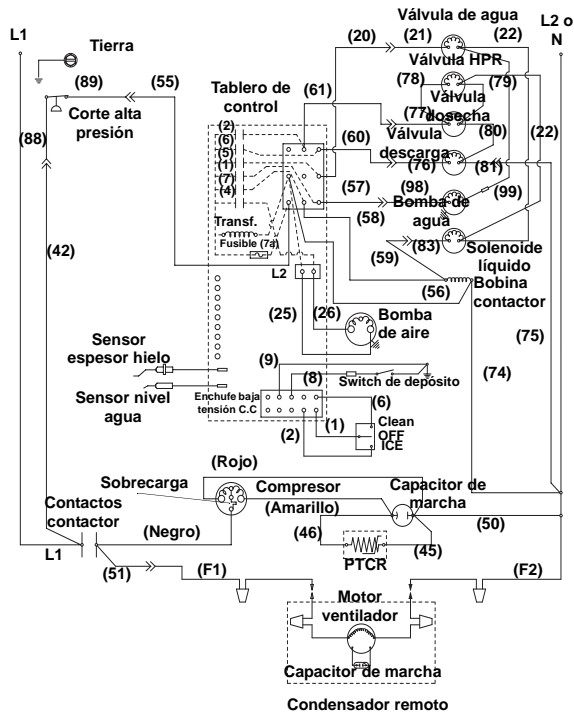 Válvula de agua
L2 o
N
L1
Tierra
(20)
(21)
(22)
Válvula HPR
(89)
(55)
Tablero de
control
(61)
(78)
(79)
Válvula
dosecha
Corte alta
presión
(77)
(2)
(6)
(5)
(1)
(7)
(4)
(60)
Válvula
descarga
(80)
(22)
(88)
(76)
(81)
(57)
(98)
(99)
Bomba de
agua
(58)
Transf.
Fusible (7a)
(83)
Solenoide
líquido
(42)
(59)
L2
(56)
Bobina
contactor
(25)
(26)
Bomba
de aire
(75)
Sensor
espesor hielo
(9)
(74)
(8)
Switch de depósito
Sensor nivel
agua
Enchufe baja
tensión C.C
(6)
(2)
(1)
Clean
OFF
ICE
(Rojo)
Sobrecarga
Compresor
Capacitor de
marcha
Contactos
contactor
(Amarillo)
(Negro)
(50)
(46)
(45)
L1
PTCR
(51)
(F1)
(F2)
Motor
ventilador
Capacitor de marcha
Condensador remoto